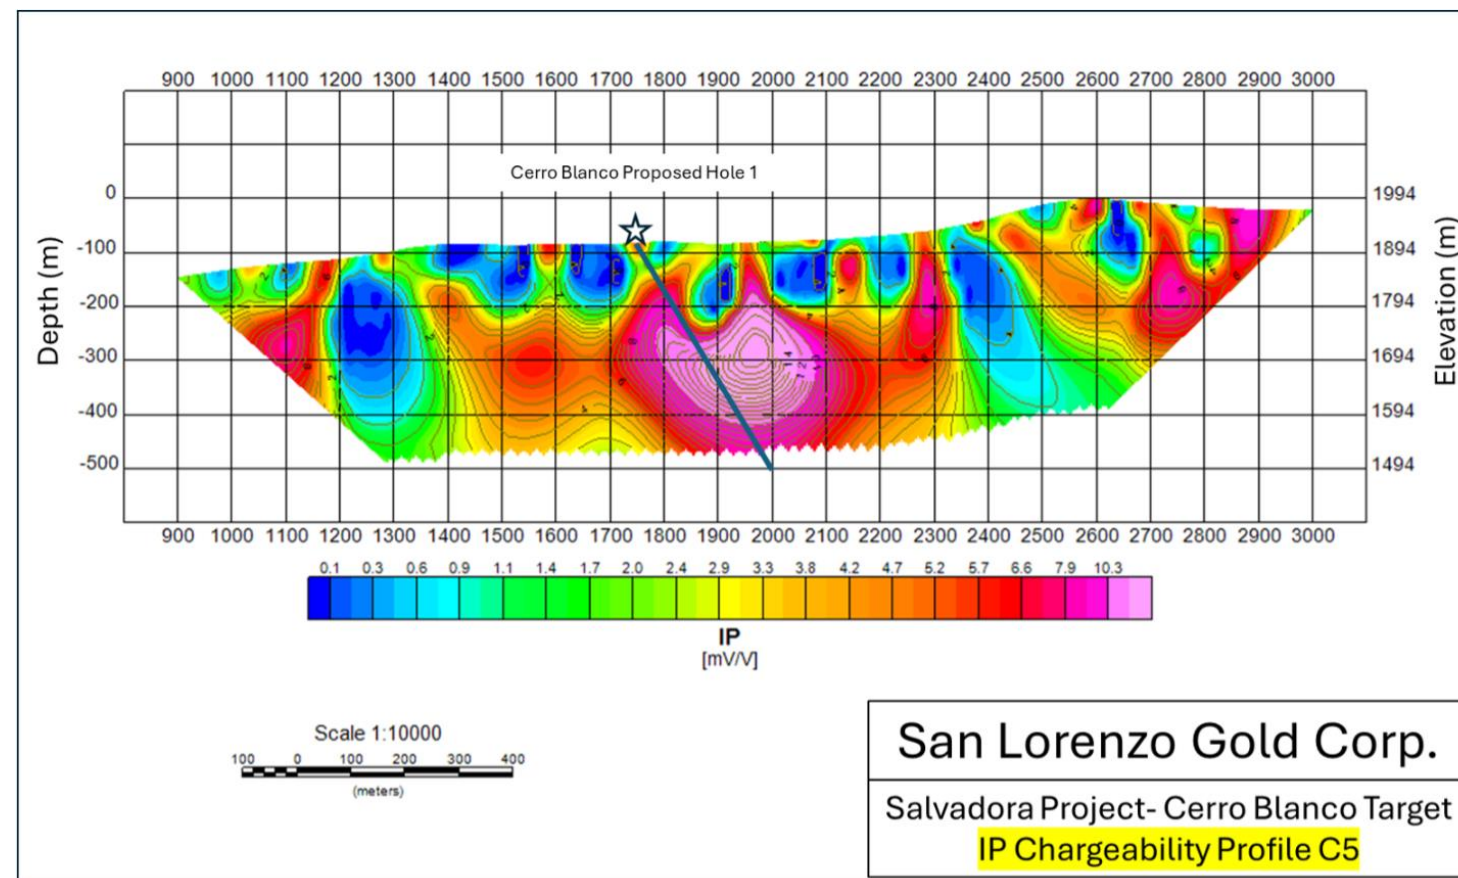 900 1000 1100 1200 1300 1400 1500 1600 1700 1800 1900 2000 2100 2200 2300 2400 2500 2600 2700 2800 2900 3000
Cerro Blanco Proposed Hole 1
0
-100
-200
-300
-400
-500
Depth (m)
1994
1894
1794
1694
1594
1494
Elevation (m)
14
12
900 1000 1100 1200 1300 1400 1500 1600 1700 1800 1900 2000 2100 2200 2300 2400 2500 2600 2700 2800 2900 3000
0.1 0.3 0.6 0.9 1.1 1.4 1.7 2.0 2.4 2.9 3.3 3.8 4.2 4.7 5.2 5.7 6.6 7.9 10.3
IP
[mV/V]
Scale 1:10000
100 0 100 200 300 400
(meters)
San Lorenzo Gold Corp.
Salvadora Project- Cerro Blanco Target
IP Chargeability Profile C5